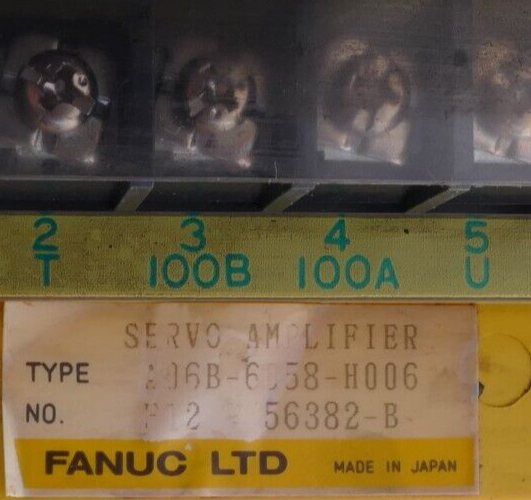 2 3 4 5
T 100B 100A U
SERVO AMPLIFIER
TYPE A06B-6058-H006
NO. 56382-B
FANUC LTD MADE IN JAPAN